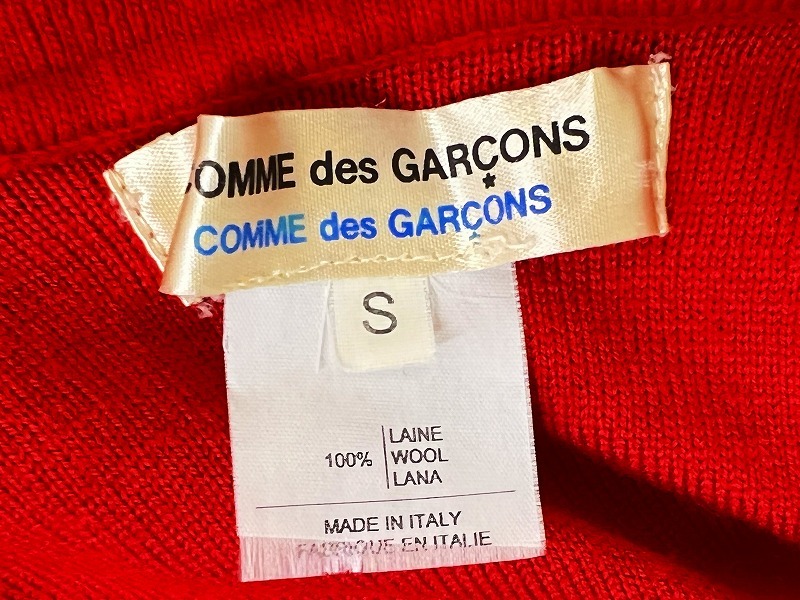 COMME des GARÇONS
COMME des GARÇONS
S
100% LAINE
WOOL
LANA
MADE IN ITALY
FABRIQUE EN ITALIE